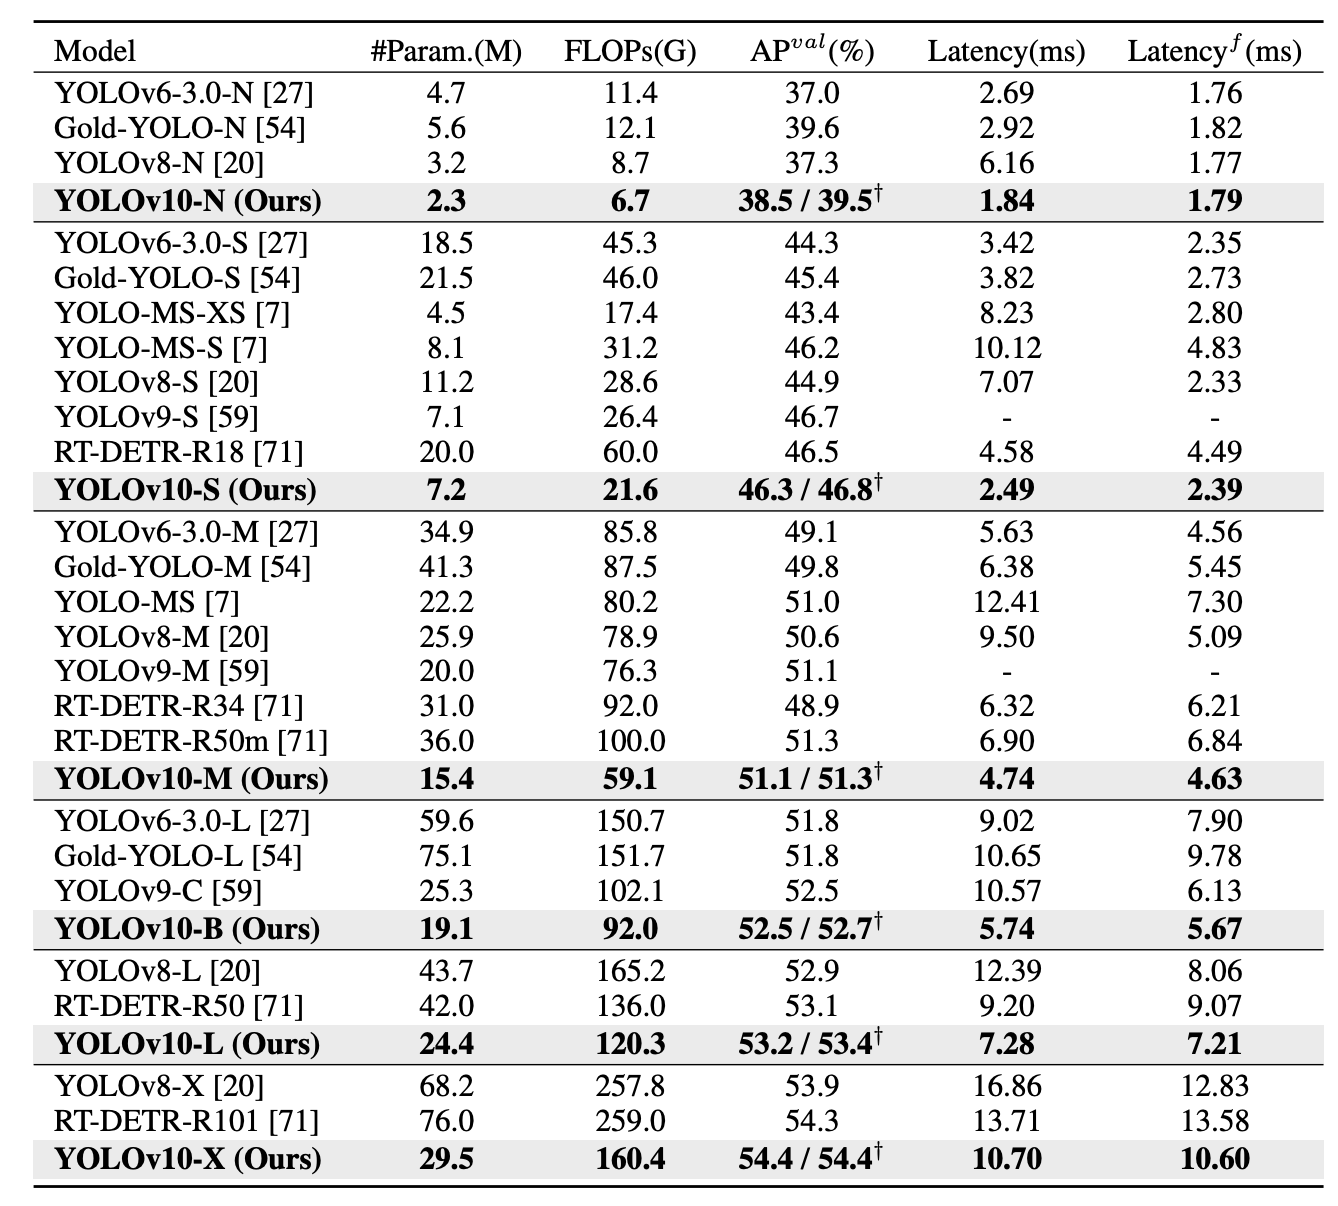 Model #Param.(M) FLOPs(G) AP^val(%) Latency(ms) Latency^f(ms)
YOLOv6-3.0-N [27] 4.7 11.4 37.0 2.69 1.76
Gold-YOLO-N [54] 5.6 12.1 39.6 2.92 1.82
YOLOv8-N [20] 3.2 8.7 37.3 6.16 1.77
YOLOv10-N (Ours) 2.3 6.7 38.5 / 39.5† 1.84 1.79
YOLOv6-3.0-S [27] 18.5 45.3 44.3 3.42 2.35
Gold-YOLO-S [54] 21.5 46.0 45.4 3.82 2.73
YOLO-MS-XS [7] 4.5 17.4 43.4 8.23 2.80
YOLO-MS-S [7] 8.1 31.2 46.2 10.12 4.83
YOLOv8-S [20] 11.2 28.6 44.9 7.07 2.33
YOLOv9-S [59] 7.1 26.4 46.7 - -
RT-DETR-R18 [71] 20.0 60.0 46.5 4.58 4.49
YOLOv10-S (Ours) 7.2 21.6 46.3 / 46.8† 2.49 2.39
YOLOv6-3.0-M [27] 34.9 85.8 49.1 5.63 4.56
Gold-YOLO-M [54] 41.3 87.5 49.8 6.38 5.45
YOLO-MS [7] 22.2 80.2 51.0 12.41 7.30
YOLOv8-M [20] 25.9 78.9 50.6 9.50 5.09
YOLOv9-M [59] 20.0 76.3 51.1 - -
RT-DETR-R34 [71] 31.0 92.0 48.9 6.32 6.21
RT-DETR-R50m [71] 36.0 100.0 51.3 6.90 6.84
YOLOv10-M (Ours) 15.4 59.1 51.1 / 51.3† 4.74 4.63
YOLOv6-3.0-L [27] 59.6 150.7 51.8 9.02 7.90
Gold-YOLO-L [54] 75.1 151.7 51.8 10.65 9.78
YOLOv9-C [59] 25.3 102.1 52.5 10.57 6.13
YOLOv10-B (Ours) 19.1 92.0 52.5 / 52.7† 5.74 5.67
YOLOv8-L [20] 43.7 165.2 52.9 12.39 8.06
RT-DETR-R50 [71] 42.0 136.0 53.1 9.20 9.07
YOLOv10-L (Ours) 24.4 120.3 53.2 / 53.4† 7.28 7.21
YOLOv8-X [20] 68.2 257.8 53.9 16.86 12.83
RT-DETR-R101 [71] 76.0 259.0 54.3 13.71 13.58
YOLOv10-X (Ours) 29.5 160.4 54.4 / 54.4† 10.70 10.60